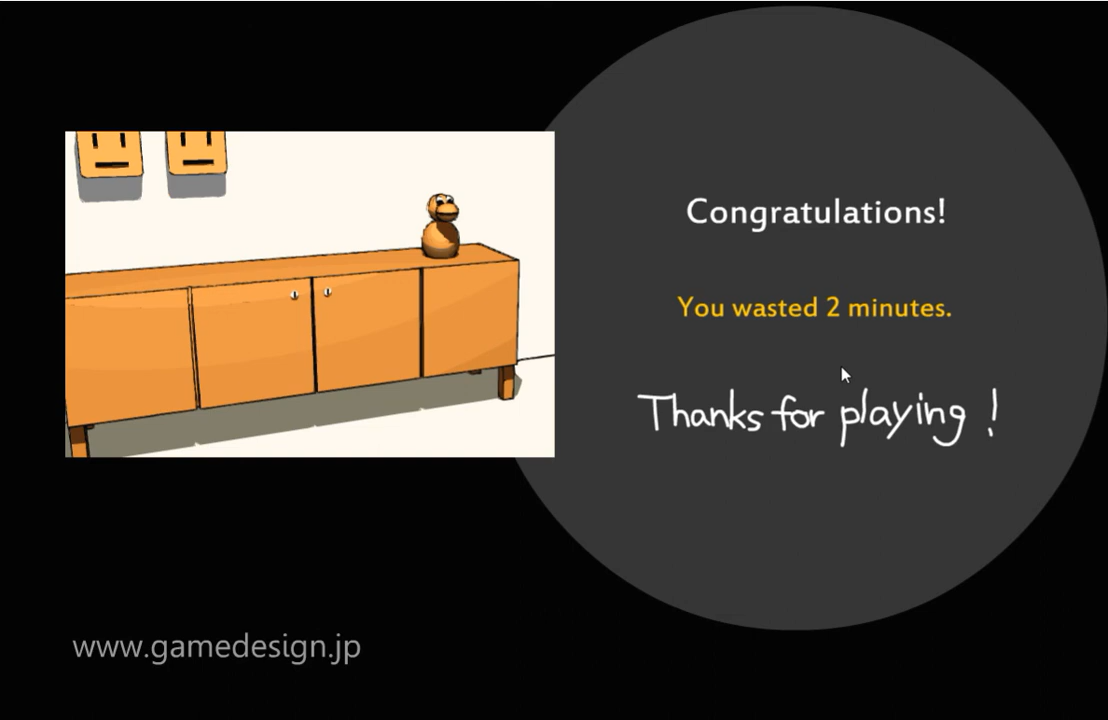 Congratulations!
You wasted 2 minutes.
Thanks for playing !
www.gamedesign.jp